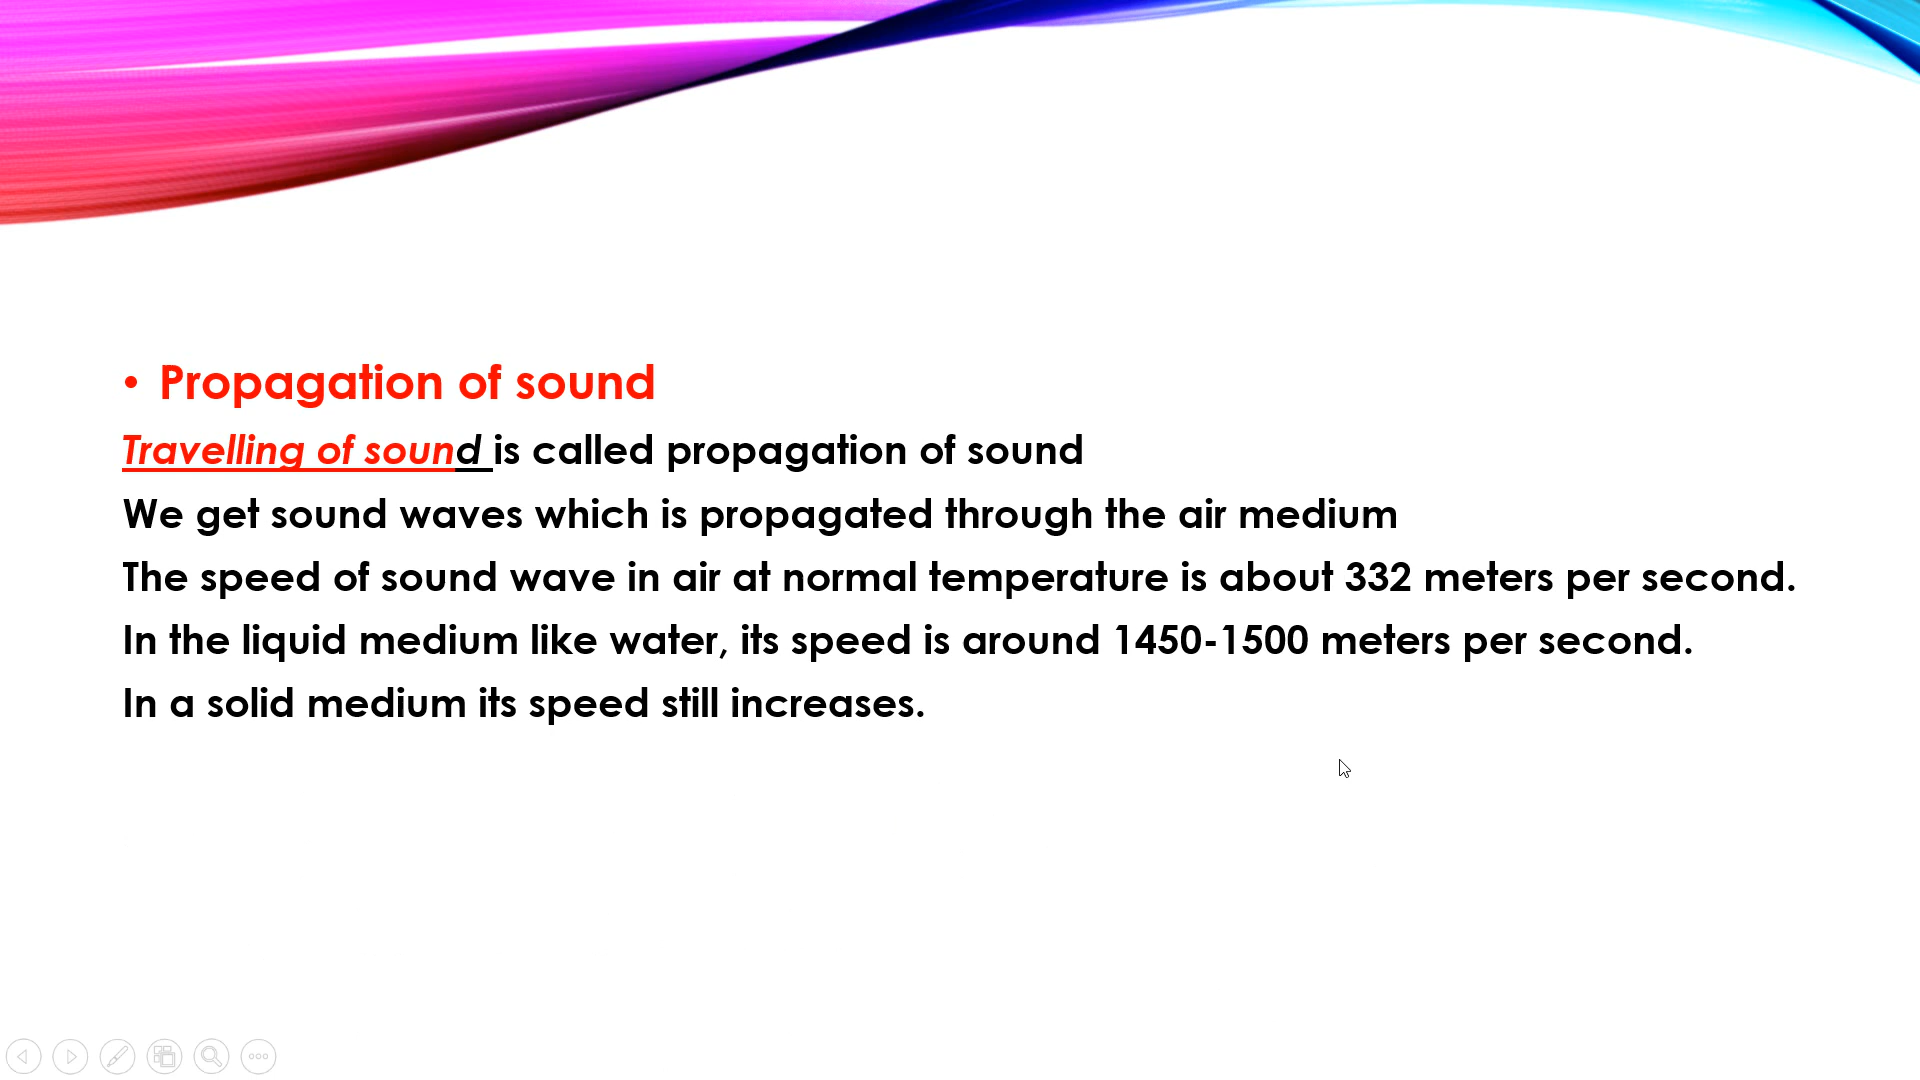 • Propagation of sound
Travelling of sound is called propagation of sound
We get sound waves which is propagated through the air medium
The speed of sound wave in air at normal temperature is about 332 meters per second.
In the liquid medium like water, its speed is around 1450-1500 meters per second.
In a solid medium its speed still increases.